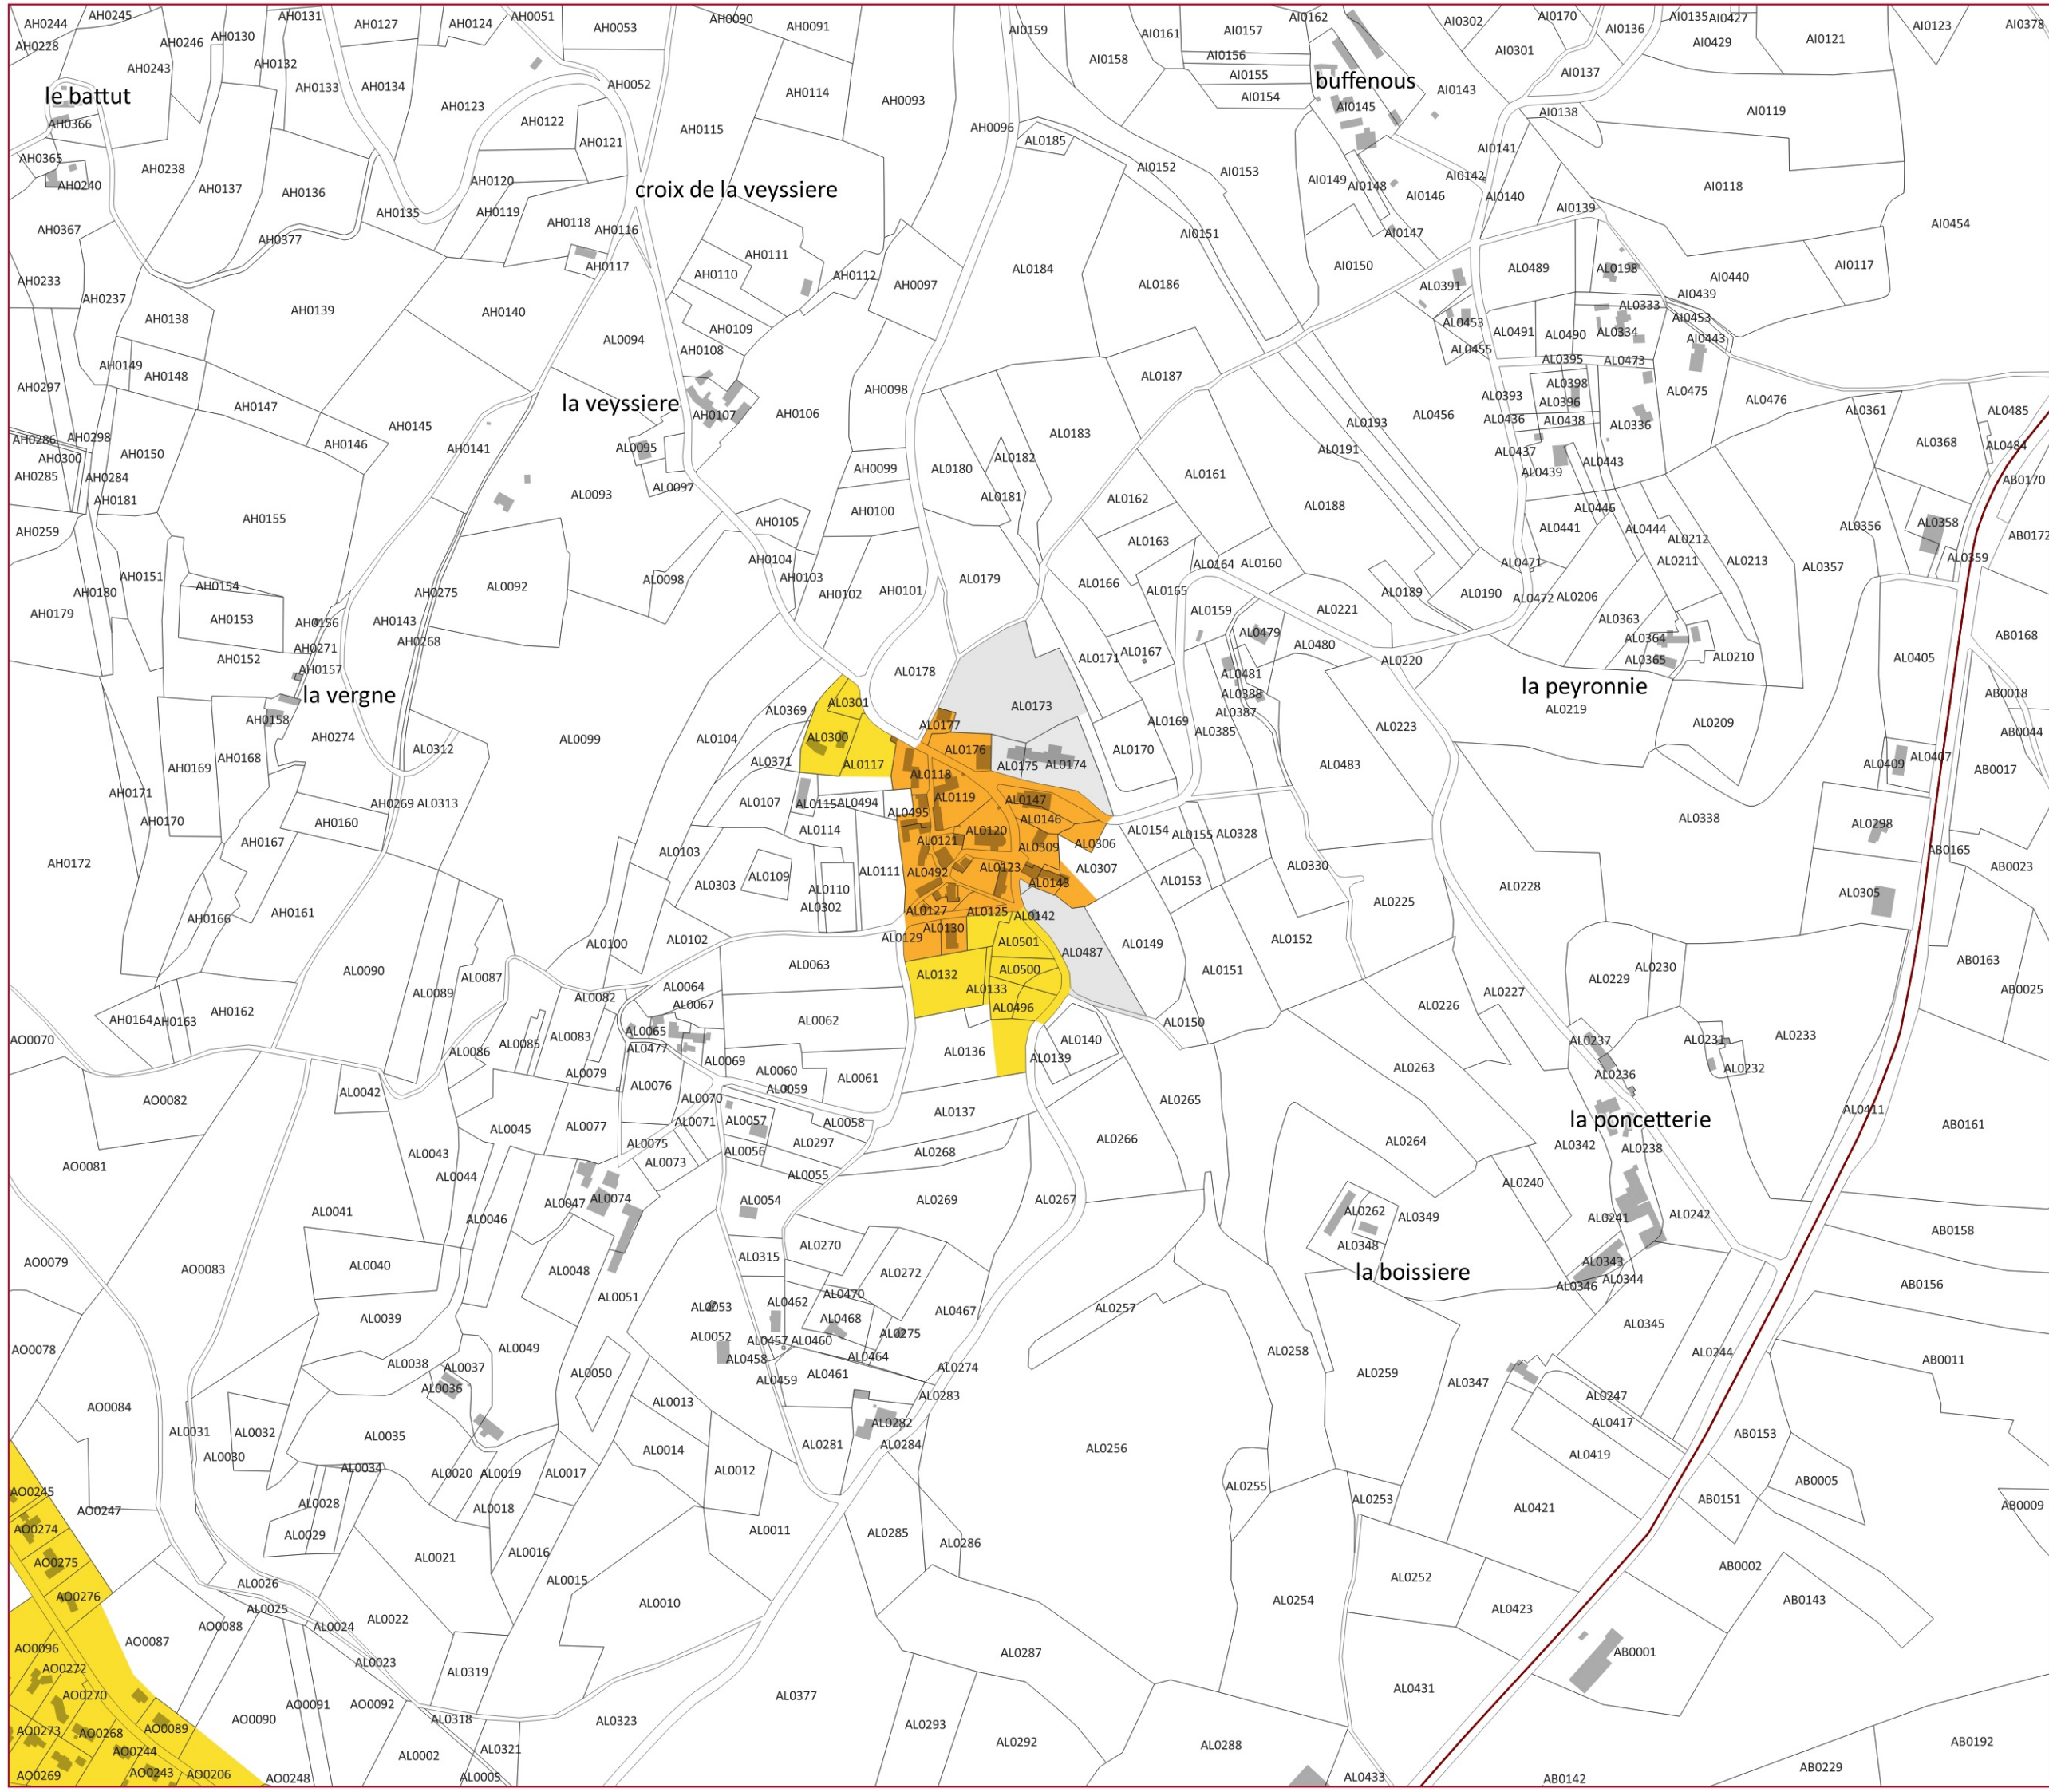 AH0244
AH0245
AH0131
AH0127
AH0124
AH0051
AH0053
AH0090
AH0091
AI0159
AI0161
AI0157
AI0162
AI0302
AI0170
AI0136
AI0135
AI0427
AI0123
AI0378
AH0228
AH0246
AH0130
AH0132
AH0243
AH0133
AH0134
AH0123
AH0052
AH0114
AH0093
AI0158
AI0156
AI0155
AI0154
AI0301
AI0137
AI0429
AI0121
le battut
buffenous
AI0143
AI0145
AI0138
AI0119
AH0366
AH0122
AH0121
AH0115
AH0096
AL0185
AI0141
AH0365
AH0240
AH0238
AH0137
AH0136
AH0120
croix de la veyssiere
AI0152
AI0153
AI0149
AI0148
AI0142
AI0146
AI0140
AI0118
AH0367
AH0377
AH0135
AH0119
AH0118
AH0116
AI0151
AI0147
AI0139
AI0454
AH0233
AH0237
AH0117
AH0111
AH0110
AH0112
AH0097
AL0184
AL0186
AI0150
AL0391
AL0489
AL0198
AI0440
AI0117
AI0439
AH0138
AH0139
AH0140
AL0094
AH0109
AH0108
AL0453
AL0491
AL0490
AL0333
AL0334
AI0453
AI0443
AL0455
AH0149
AH0148
AH0297
AH0147
AH0098
AL0187
AL0395
AL0473
AL0393
AL0398
AL0396
AL0475
AL0476
la veyssiere
AH0107
AH0106
AL0456
AL0436
AL0438
AL0336
AL0361
AL0485
AH0286
AH0298
AH0300
AH0150
AH0146
AH0145
AH0141
AL0095
AL0183
AL0193
AL0191
AL0368
AL0484
AH0285
AH0284
AH0181
AL0093
AL0097
AH0099
AL0180
AL0182
AL0181
AL0161
AL0437
AL0439
AL0443
AB0170
AH0259
AH0155
AH0105
AH0100
AL0162
AL0188
AL0446
AL0441
AL0444
AL0356
AL0358
AB0172
AL0163
AL0212
AL0211
AL0213
AL0357
AL0359
AH0151
AH0180
AH0154
AH0179
AH0153
AH0275
AL0092
AL0098
AH0104
AH0103
AH0102
AH0101
AL0179
AL0166
AL0164
AL0160
AL0165
AL0471
AL0189
AL0190
AL0472
AL0206
AH0156
AH0143
AH0268
AH0271
AL0159
AL0221
AL0479
AL0480
AL0363
AL0364
AL0365
AL0210
AB0168
AH0152
AH0157
la vergne
AL0178
AL0171
AL0167
AL0220
AL0405
AL0481
AL0388
AL0387
la peyronnie
AL0219
AB0018
AH0158
AL0369
AL0301
AL0177
AL0173
AL0169
AL0385
AL0223
AL0209
AB0044
AH0274
AL0312
AL0099
AL0104
AL0300
AL0176
AL0170
AH0169
AH0168
AL0371
AL0117
AL0118
AL0175
AL0174
AL0483
AL0409
AL0407
AB0017
AH0171
AH0269
AL0313
AL0107
AL0115
AL0494
AL0495
AL0119
AL0147
AH0170
AH0160
AH0167
AL0114
AL0146
AL0154
AL0155
AL0328
AL0338
AL0298
AH0172
AL0103
AL0120
AL0121
AL0309
AL0306
AB0165
AB0023
AL0303
AL0109
AL0110
AL0111
AL0492
AL0123
AL0307
AL0153
AL0330
AL0228
AL0305
AH0166
AH0161
AL0302
AL0127
AL0125
AL0143
AL0142
AL0225
AL0100
AL0102
AL0129
AL0130
AL0501
AL0487
AL0149
AL0152
AL0090
AL0089
AL0087
AL0063
AL0132
AL0500
AL0151
AL0229
AL0230
AB0163
AL0133
AL0496
AL0227
AL0226
AB0025
AH0164
AH0163
AH0162
AL0082
AL0064
AL0067
AL0062
AL0150
AO0070
AL0083
AL0085
AL0086
AL0065
AL0477
AL0069
AL0136
AL0140
AL0139
AL0237
AL0236
AL0231
AL0232
AL0233
AL0079
AL0076
AL0060
AL0059
AL0061
AL0263
AO0082
AL0042
AL0070
AL0071
AL0057
AL0058
AL0137
AL0265
la poncetterie
AL0411
AL0045
AL0077
AL0075
AL0297
AL0266
AL0264
AL0342
AL0238
AB0161
AO0081
AL0043
AL0044
AL0073
AL0056
AL0055
AL0268
AL0240
AL0041
AL0046
AL0047
AL0074
AL0054
AL0269
AL0267
AL0262
AL0349
AL0241
AL0242
AB0158
AO0079
AO0083
AL0040
AL0048
AL0315
AL0270
AL0348
la boissiere
AL0343
AL0344
AL0346
AL0272
AL0470
AB0156
AL0051
AL0053
AL0462
AL0468
AL0467
AL0257
AL0039
AL0345
AO0078
AL0038
AL0037
AL0049
AL0052
AL0457
AL0460
AL0275
AL0458
AL0464
AL0274
AL0258
AL0244
AB0011
AL0036
AL0050
AL0459
AL0461
AL0259
AL0347
AL0283
AL0247
AO0084
AL0013
AL0417
AL0282
AL0031
AL0032
AL0035
AL0014
AL0281
AL0284
AL0256
AL0419
AB0153
AL0030
AL0034
AL0020
AL0019
AL0017
AL0012
AL0255
AB0005
AO0245
AO0247
AL0028
AL0018
AL0253
AL0421
AB0151
AB0009
AO0274
AL0029
AL0011
AL0285
AL0286
AO0275
AL0021
AL0016
AB0002
AO0276
AL0026
AL0015
AL0252
AL0025
AL0010
AL0254
AL0423
AB0143
AO0096
AO0087
AO0088
AL0024
AL0022
AL0287
AB0001
AO0272
AL0023
AL0319
AO0270
AL0377
AL0431
AO0273
AO0268
AO0089
AO0090
AO0091
AO0092
AL0318
AL0323
AL0293
AL0292
AL0288
AB0192
AO0244
AL0002
AL0321
AO0269
AO0243
AO0206
AO0248
AL0005
AL0433
AB0142
AB0229